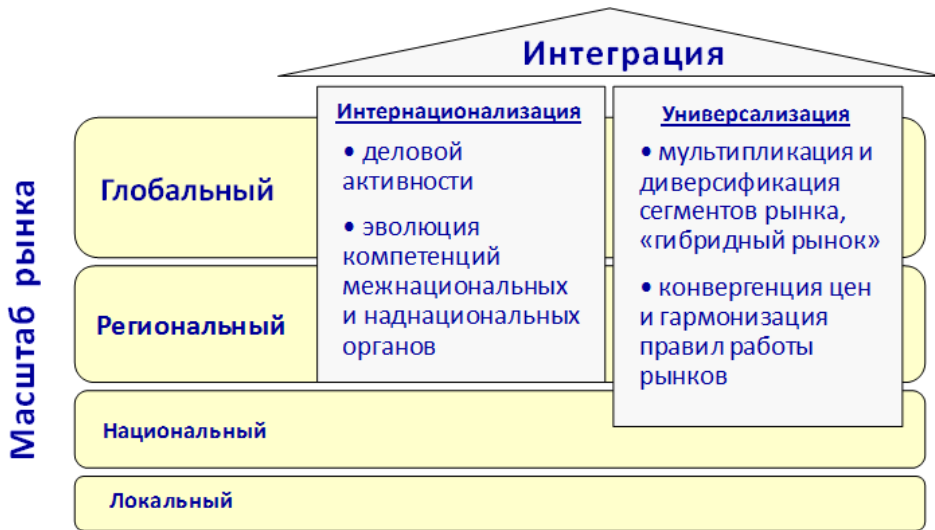 Интеграция
Масштаб рынка
Глобальный
Региональный
Национальный
Локальный
Интернационализация
• деловой
активности
• эволюция
компетенций
межнациональных
и наднациональных
органов
Универсализация
• мультипликация и
диверсификация
сегментов рынка,
«гибридный рынок»
• конвергенция цен
и гармонизация
правил работы
рынков